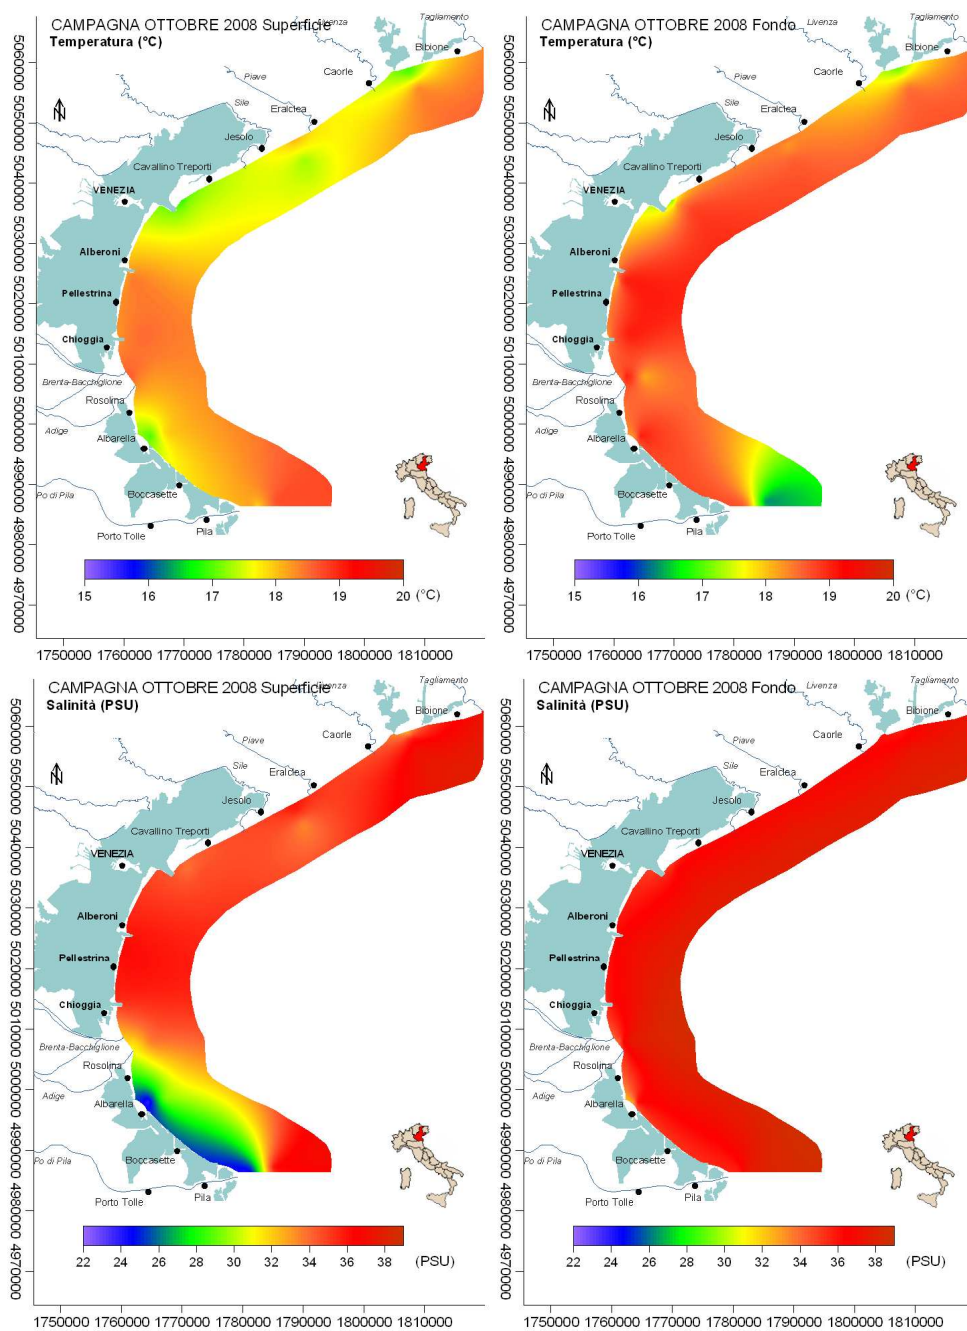 CAMPAGNA OTTOBRE 2008 Superficie
Temperatura (°C)
Livenza
Tagliamento
Bibione
Caorle
Piave
Eraclea
Sile
Jesolo
Cavallino Treporti
VENEZIA
Alberoni
Pellestrina
Chioggia
Brenta-Bacchiglione
Rosolina
Adige
Albarella
Boccasette
Po di Pila
Pila
Porto Tolle
N
5060000
5050000
5040000
5030000
5020000
5010000
5000000
4990000
4980000
4970000
15 16 17 18 19 20 (°C)
1750000 1760000 1770000 1780000 1790000 1800000 1810000
CAMPAGNA OTTOBRE 2008 Fondo
Temperatura (°C)
Livenza
Tagliamento
Bibione
Caorle
Piave
Eraclea
Sile
Jesolo
Cavallino Treporti
VENEZIA
Alberoni
Pellestrina
Chioggia
Brenta-Bacchiglione
Rosolina
Adige
Albarella
Boccasette
Po di Pila
Pila
Porto Tolle
N
5060000
5050000
5040000
5030000
5020000
5010000
5000000
4990000
4980000
4970000
15 16 17 18 19 20 (°C)
1750000 1760000 1770000 1780000 1790000 1800000 1810000
CAMPAGNA OTTOBRE 2008 Superficie
Salinità (PSU)
Livenza
Tagliamento
Bibione
Caorle
Piave
Eraclea
Sile
Jesolo
Cavallino Treporti
VENEZIA
Alberoni
Pellestrina
Chioggia
Brenta-Bacchiglione
Rosolina
Adige
Albarella
Boccasette
Po di Pila
Pila
Porto Tolle
N
5060000
5050000
5040000
5030000
5020000
5010000
5000000
4990000
4980000
4970000
22 24 26 28 30 32 34 36 38 (PSU)
1750000 1760000 1770000 1780000 1790000 1800000 1810000
CAMPAGNA OTTOBRE 2008 Fondo
Salinità (PSU)
Livenza
Tagliamento
Bibione
Caorle
Piave
Eraclea
Sile
Jesolo
Cavallino Treporti
VENEZIA
Alberoni
Pellestrina
Chioggia
Brenta-Bacchiglione
Rosolina
Adige
Albarella
Boccasette
Po di Pila
Pila
Porto Tolle
N
5060000
5050000
5040000
5030000
5020000
5010000
5000000
4990000
4980000
4970000
22 24 26 28 30 32 34 36 38 (PSU)
1750000 1760000 1770000 1780000 1790000 1800000 1810000